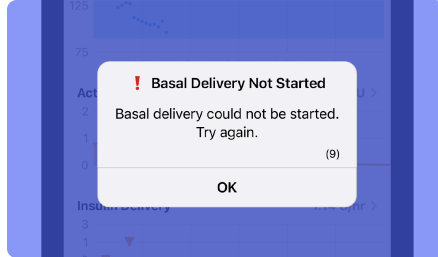 125
75
❗ Basal Delivery Not Started
Basal delivery could not be started.
Try again.
(9)
OK
Act
U >
2
1
0
Insulin Delivery
U/hr >
3
1